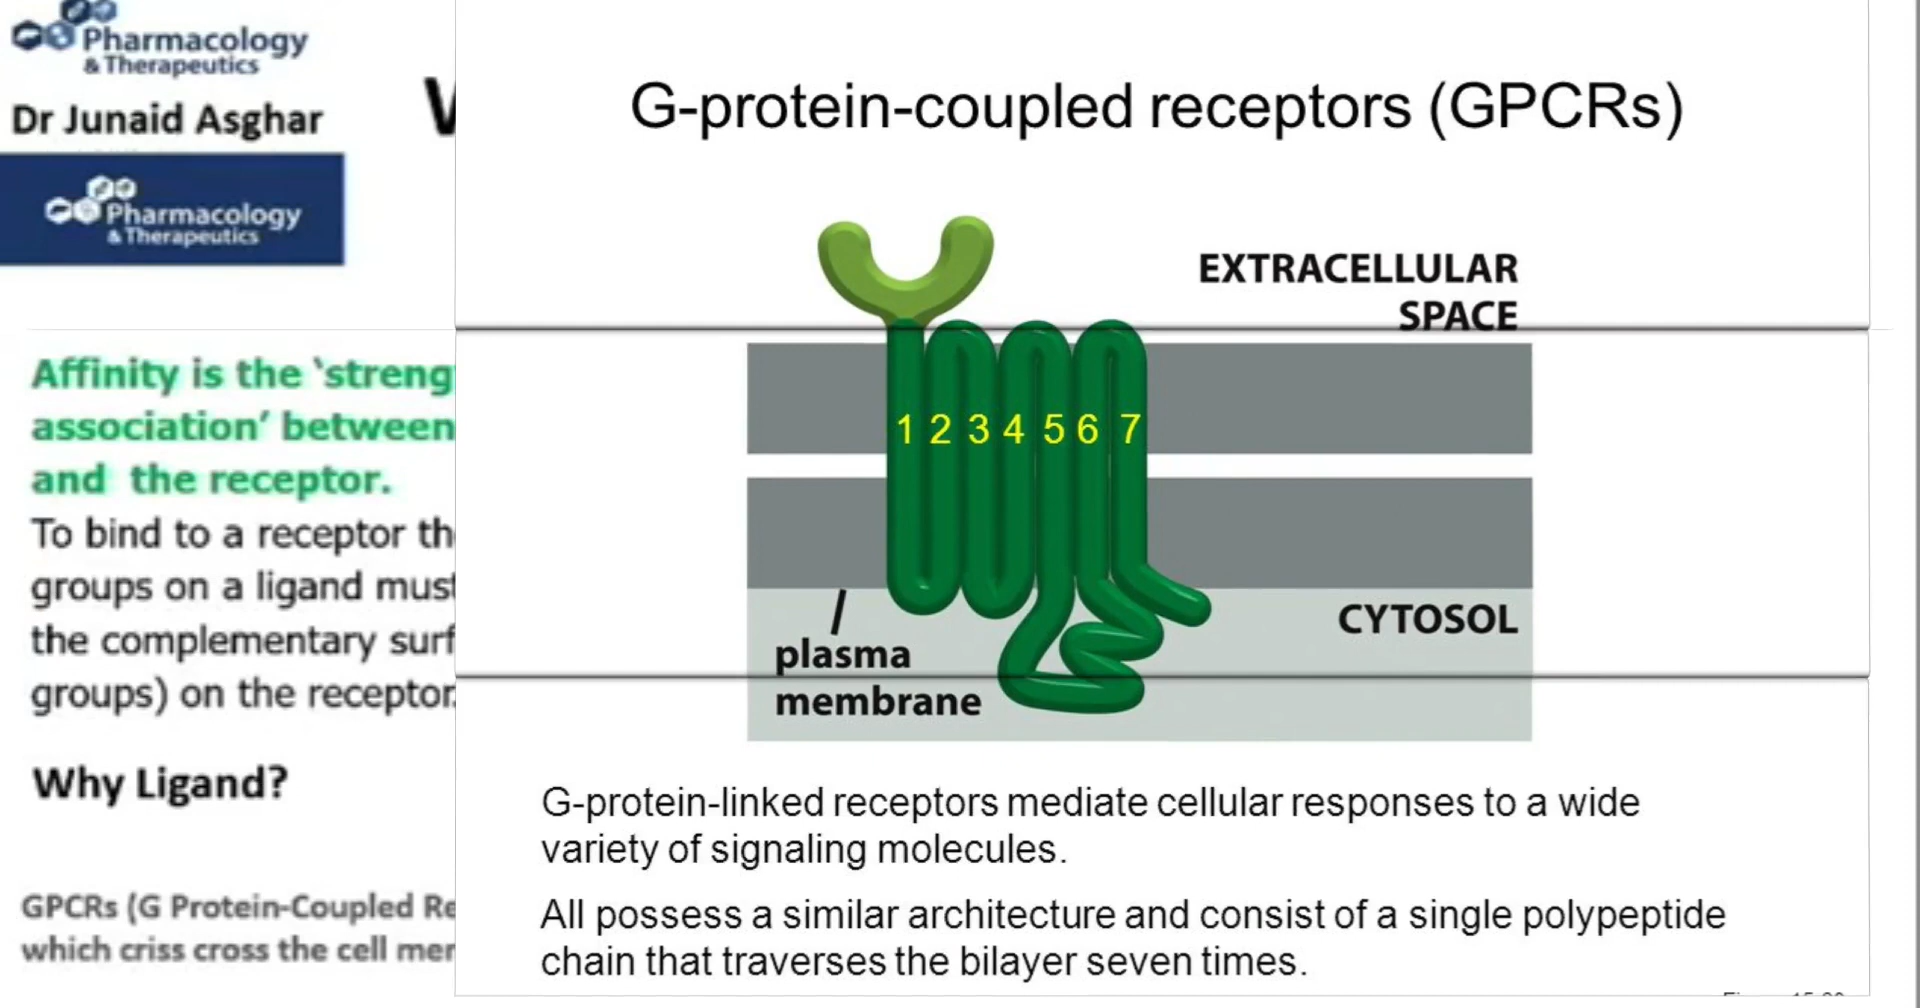 Pharmacology
& Therapeutics
Dr Junaid Asghar
Pharmacology
& Therapeutics
Affinity is the ‘streng
association’ between
and the receptor.
To bind to a receptor th
groups on a ligand must
the complementary surf
groups) on the receptor.
Why Ligand?
GPCRs (G Protein-Coupled Re
which criss cross the cell mer
G-protein-coupled receptors (GPCRs)
EXTRACELLULAR
SPACE
1 2 3 4 5 6 7
CYTOSOL
plasma
membrane
G-protein-linked receptors mediate cellular responses to a wide
variety of signaling molecules.
All possess a similar architecture and consist of a single polypeptide
chain that traverses the bilayer seven times.